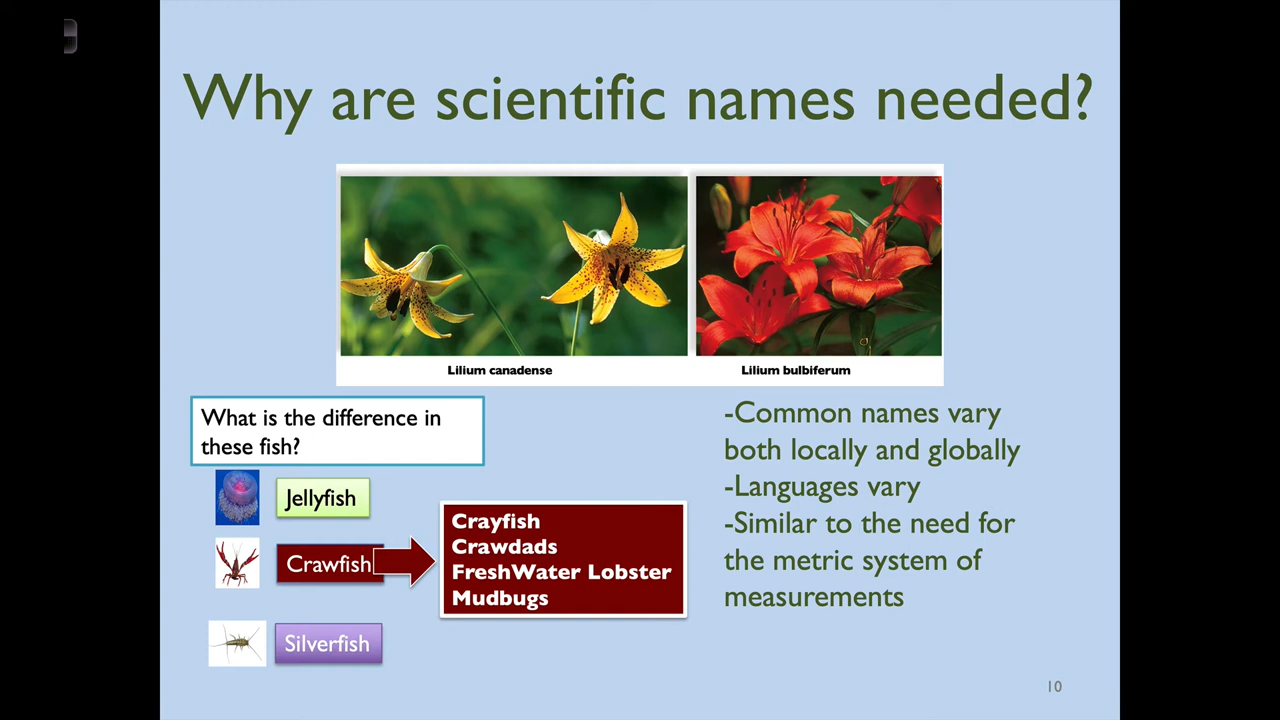 Why are scientific names needed?
Lilium canadense
Lilium bulbiferum
What is the difference in
these fish?
Jellyfish
Crawfish
Silverfish
Crayfish
Crawdads
FreshWater Lobster
Mudbugs
-Common names vary
both locally and globally
-Languages vary
-Similar to the need for
the metric system of
measurements
10